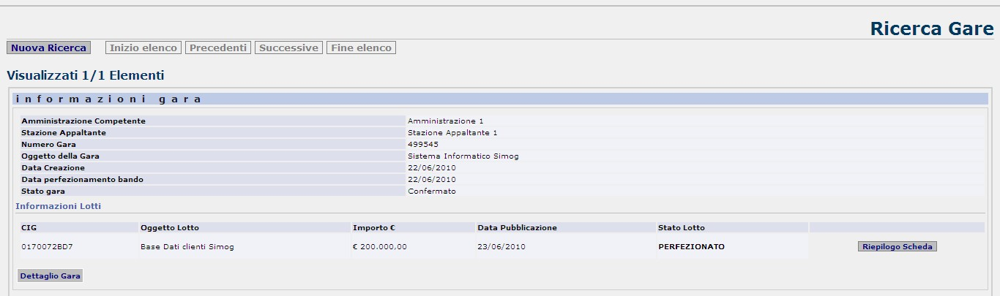 Ricerca Gare
Nuova Ricerca Inizio elenco Precedenti Successive Fine elenco
Visualizzati 1/1 Elementi
informazioni gara
Amministrazione Competente Amministrazione 1
Stazione Appaltante Stazione Appaltante 1
Numero Gara 499545
Oggetto della Gara Sistema Informatico Simog
Data Creazione 22/06/2010
Data perfezionamento bando 22/06/2010
Stato gara Confermato
Informazioni Lotti
CIG Oggetto Lotto Importo € Data Pubblicazione Stato Lotto
0170072BD7 Base Dati clienti Simog € 200.000,00 23/06/2010 PERFEZIONATO Riepilogo Scheda
Dettaglio Gara